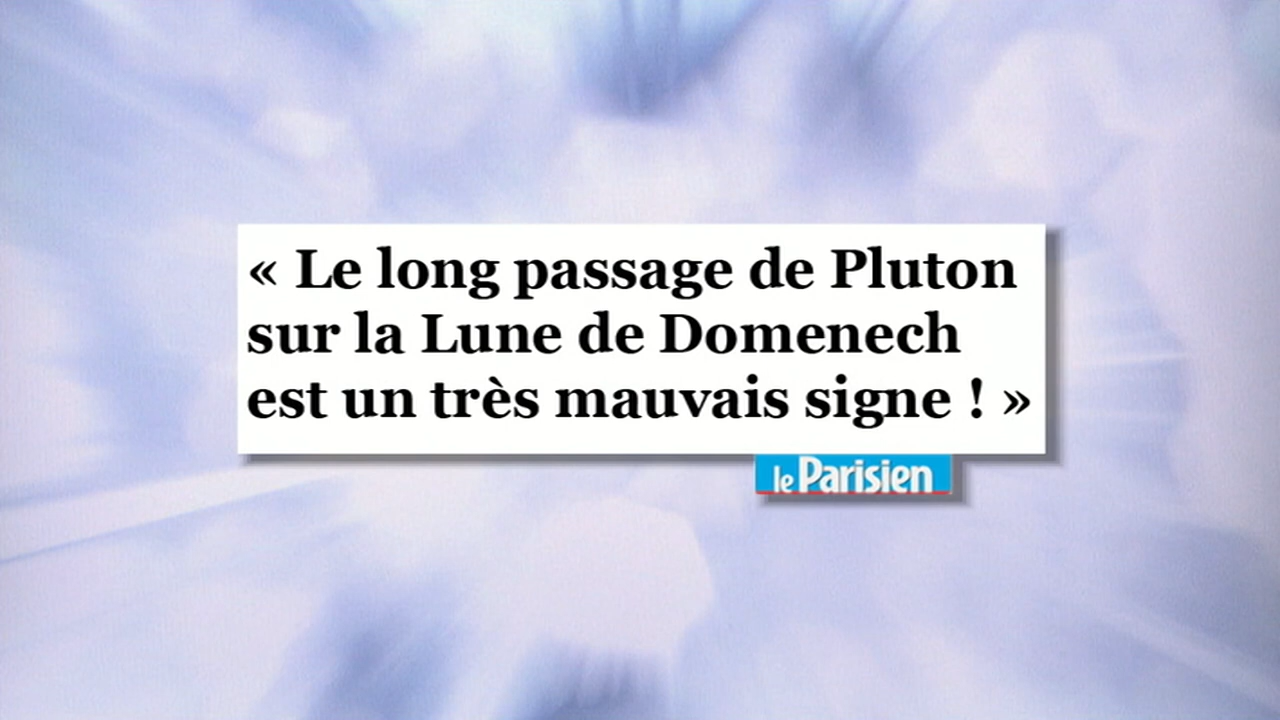 « Le long passage de Pluton
sur la Lune de Domenech
est un très mauvais signe ! »
le Parisien